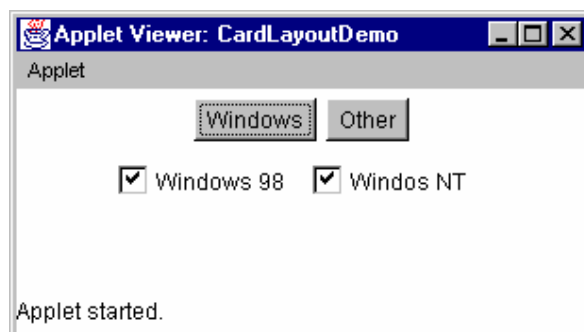 Applet Viewer: CardLayoutDemo
Applet
Windows Other
Windows 98 Windos NT
Applet started.